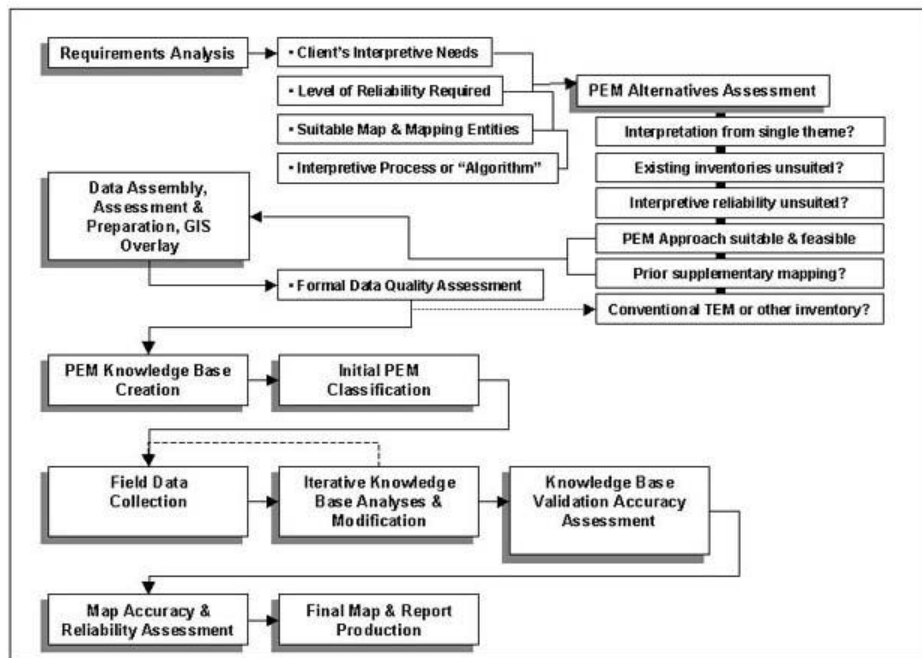 Requirements Analysis
• Client's Interpretive Needs
• Level of Reliability Required
• Suitable Map & Mapping Entities
• Interpretive Process or "Algorithm"
PEM Alternatives Assessment
Interpretation from single theme?
Existing inventories unsuited?
Interpretive reliability unsuited?
PEM Approach suitable & feasible
Prior supplementary mapping?
Conventional TEM or other inventory?
Data Assembly,
Assessment &
Preparation, GIS
Overlay
• Formal Data Quality Assessment
PEM Knowledge Base
Creation
Initial PEM
Classification
Field Data
Collection
Iterative Knowledge
Base Analyses &
Modification
Knowledge Base
Validation Accuracy
Assessment
Map Accuracy &
Reliability Assessment
Final Map & Report
Production